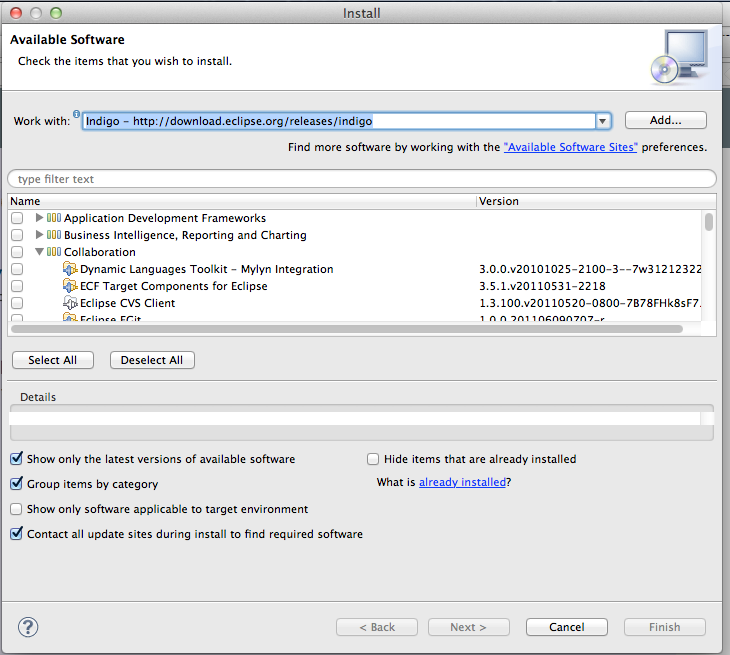 Install
Available Software
Check the items that you wish to install.
Work with: Indigo - http://download.eclipse.org/releases/indigo Add...
Find more software by working with the "Available Software Sites" preferences.
type filter text
Name Version
Application Development Frameworks
Business Intelligence, Reporting and Charting
Collaboration
Dynamic Languages Toolkit - Mylyn Integration 3.0.0.v20101025-2100-3--7w31212322
ECF Target Components for Eclipse 3.5.1.v20110531-2218
Eclipse CVS Client 1.3.100.v20110520-0800-7B78FHk8sF7.
Eclipse EGit 1.0.0.201106090707-r
Select All Deselect All
Details
Show only the latest versions of available software Hide items that are already installed
Group items by category What is already installed?
Show only software applicable to target environment
Contact all update sites during install to find required software
? < Back Next > Cancel Finish